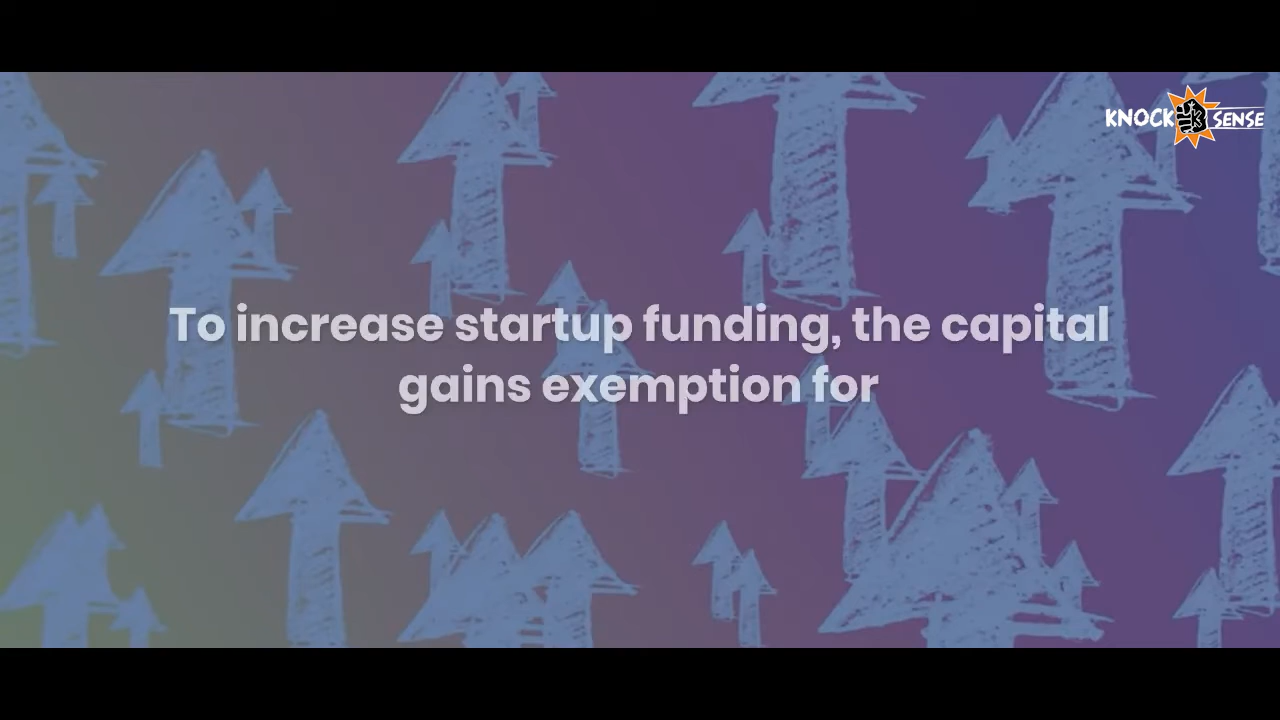 KNOCK SENSE
To increase startup funding, the capital
gains exemption for